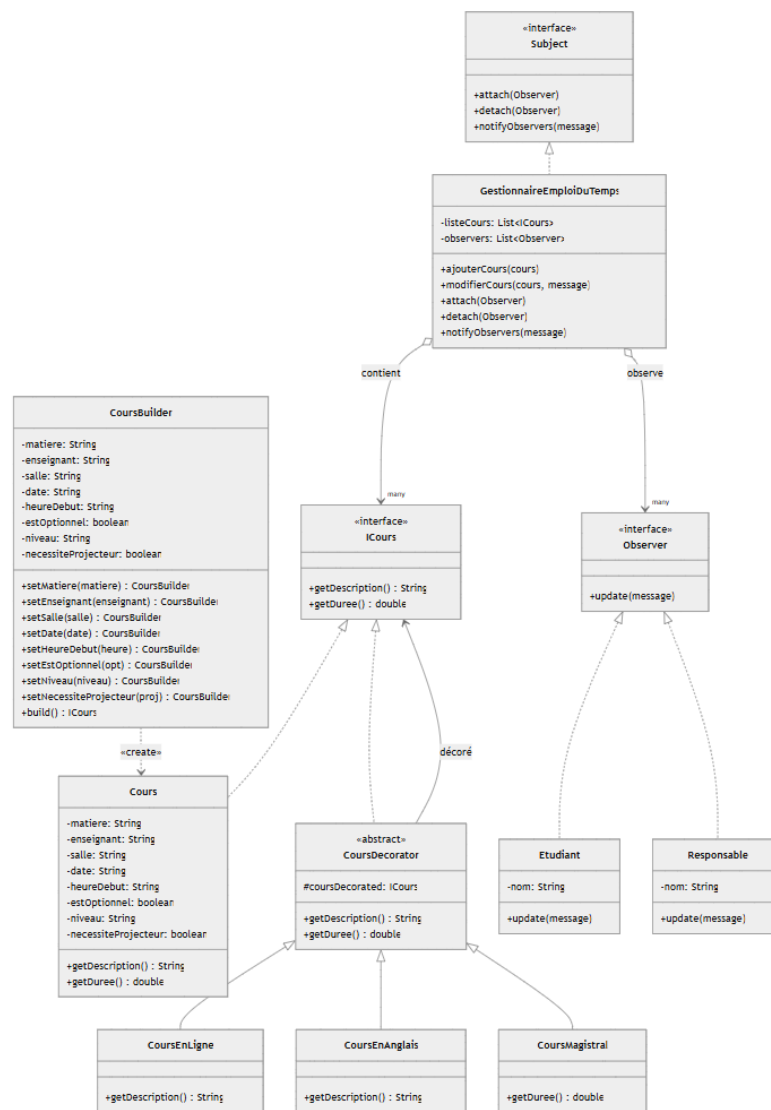 «interface»
Subject
+attach(Observer)
+detach(Observer)
+notifyObservers(message)
GestionnaireEmploiDuTemps
-listeCours: List<ICours>
-observers: List<Observer>
+ajouterCours(cours)
+modifierCours(cours, message)
+attach(Observer)
+detach(Observer)
+notifyObservers(message)
contient
observe
many
many
CoursBuilder
-matiere: String
-enseignant: String
-salle: String
-date: String
-heureDebut: String
-estOptionnel: boolean
-niveau: String
-necessiteProjecteur: boolean
+setMatiere(matiere) : CoursBuilder
+setEnseignant(enseignant) : CoursBuilder
+setSalle(salle) : CoursBuilder
+setDate(date) : CoursBuilder
+setHeureDebut(heure) : CoursBuilder
+setEstOptionnel(opt) : CoursBuilder
+setNiveau(niveau) : CoursBuilder
+setNecessiteProjecteur(proj) : CoursBuilder
+build() : ICours
«interface»
ICours
+getDescription() : String
+getDuree() : double
«interface»
Observer
+update(message)
«create»
décoré
Cours
-matiere: String
-enseignant: String
-salle: String
-date: String
-heureDebut: String
-estOptionnel: boolean
-niveau: String
-necessiteProjecteur: boolean
+getDescription() : String
+getDuree() : double
«abstract»
CoursDecorator
#coursDecorated: ICours
+getDescription() : String
+getDuree() : double
Etudiant
-nom: String
+update(message)
Responsable
-nom: String
+update(message)
CoursEnLigne
+getDescription() : String
CoursEnAnglais
+getDescription() : String
CoursMagistral
+getDuree() : double